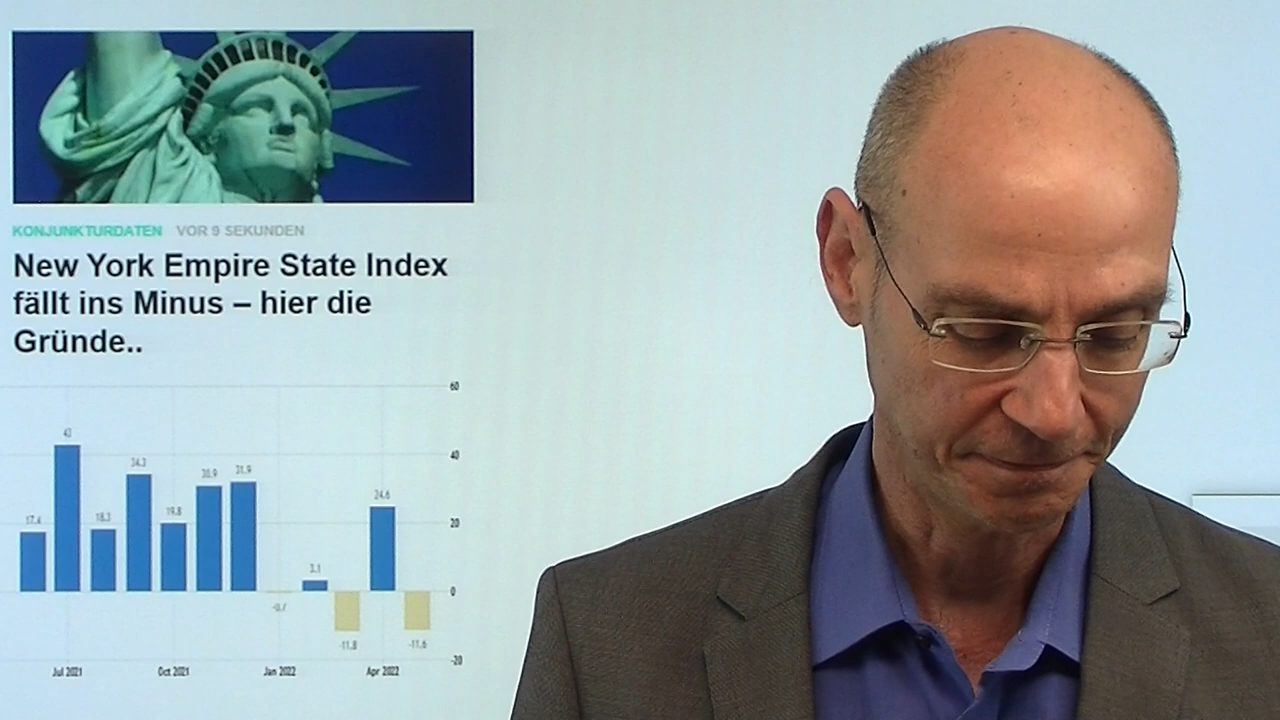 KONJUNKTURDATEN VOR 9 SEKUNDEN
New York Empire State Index
fällt ins Minus – hier die
Gründe..
60
43
40
34.3
30.9
31.9
24.6
17.4
18.3
19.8
20
3.1
0
-0.7
-11.8
-11.6
-20
Jul 2021
Oct 2021
Jan 2022
Apr 2022